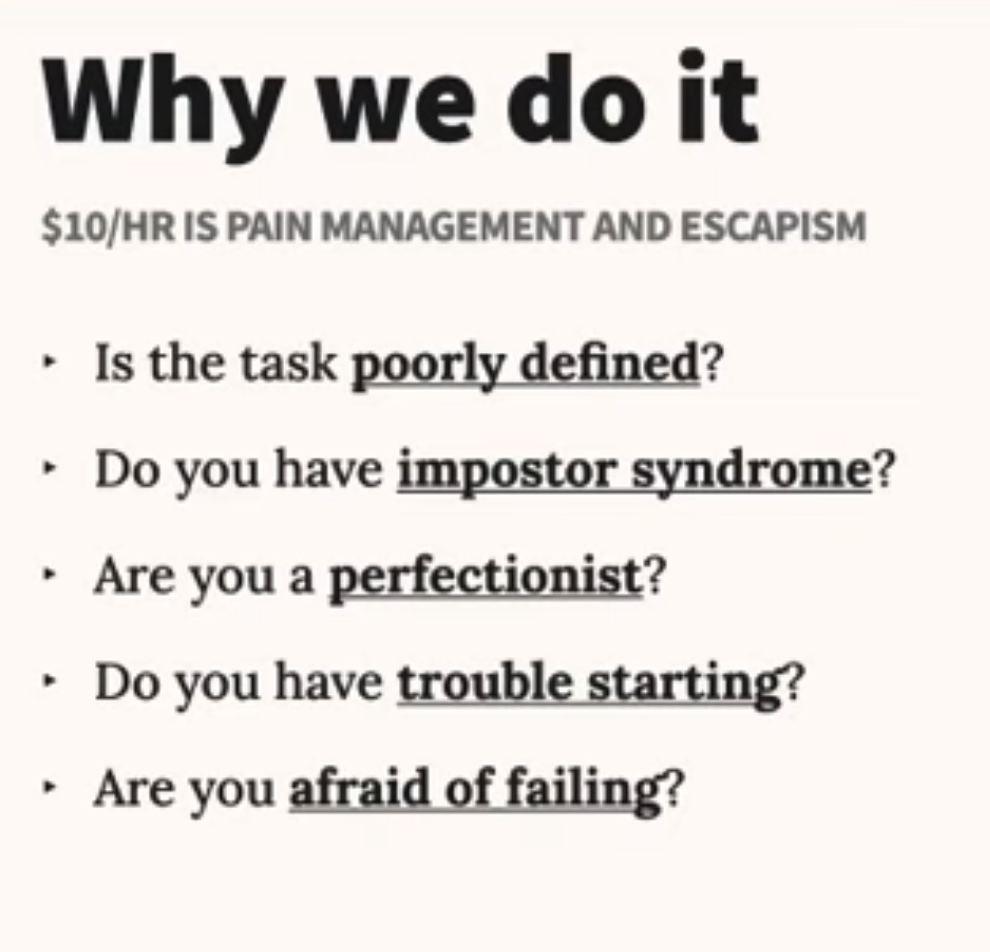 Why we do it
$10/HR IS PAIN MANAGEMENT AND ESCAPISM
‣ Is the task poorly defined?
‣ Do you have impostor syndrome?
‣ Are you a perfectionist?
‣ Do you have trouble starting?
‣ Are you afraid of failing?